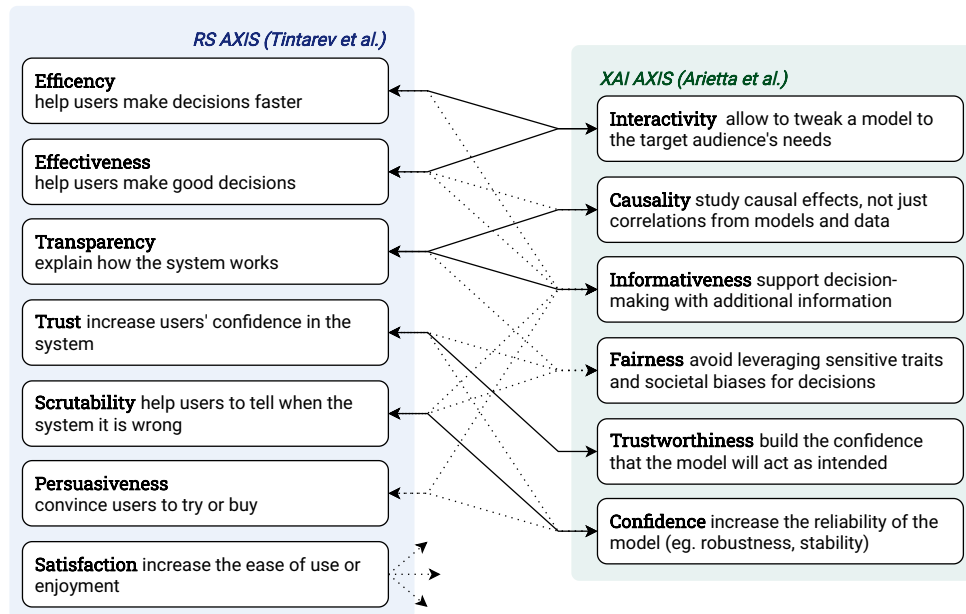 RS AXIS (Tintarev et al.)
Efficency
help users make decisions faster
Effectiveness
help users make good decisions
Transparency
explain how the system works
Trust increase users' confidence in the
system
Scrutability help users to tell when the
system it is wrong
Persuasiveness
convince users to try or buy
Satisfaction increase the ease of use or
enjoyment
XAI AXIS (Arietta et al.)
Interactivity allow to tweak a model to
the target audience's needs
Causality study causal effects, not just
correlations from models and data
Informativeness support decision-
making with additional information
Fairness avoid leveraging sensitive traits
and societal biases for decisions
Trustworthiness build the confidence
that the model will act as intended
Confidence increase the reliability of the
model (eg. robustness, stability)